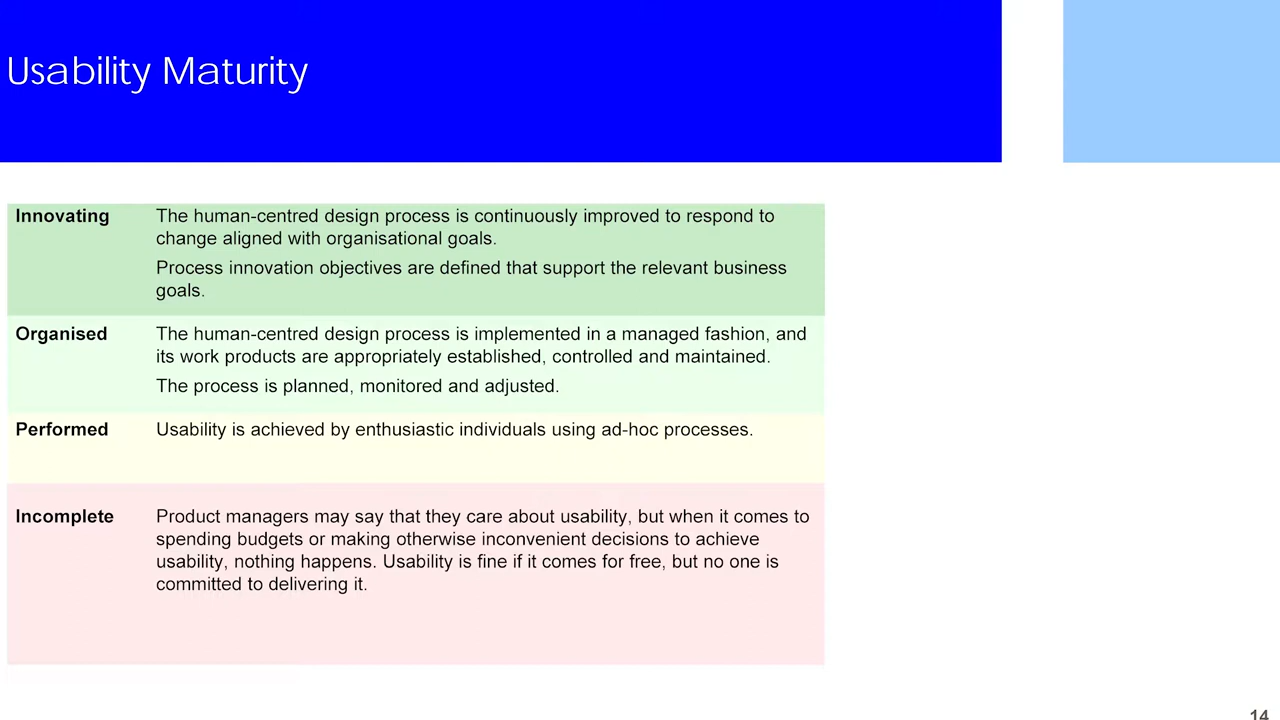 Usability Maturity
Innovating
The human-centred design process is continuously improved to respond to
change aligned with organisational goals.
Process innovation objectives are defined that support the relevant business
goals.
Organised
The human-centred design process is implemented in a managed fashion, and
its work products are appropriately established, controlled and maintained.
The process is planned, monitored and adjusted.
Performed
Usability is achieved by enthusiastic individuals using ad-hoc processes.
Incomplete
Product managers may say that they care about usability, but when it comes to
spending budgets or making otherwise inconvenient decisions to achieve
usability, nothing happens. Usability is fine if it comes for free, but no one is
committed to delivering it.
14